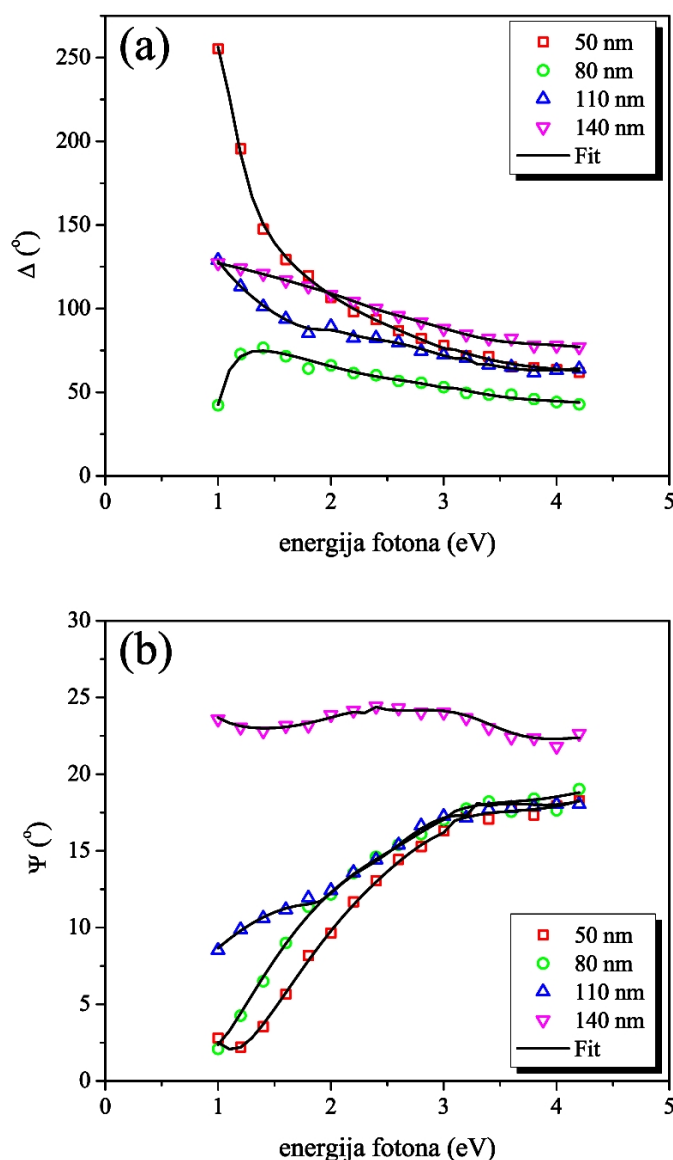 (a)
50 nm
80 nm
110 nm
140 nm
Fit
250
200
150
100
50
0
Δ (°)
0 1 2 3 4 5
energija fotona (eV)
(b)
30
25
20
15
10
5
0
Ψ (°)
50 nm
80 nm
110 nm
140 nm
Fit
0 1 2 3 4 5
energija fotona (eV)